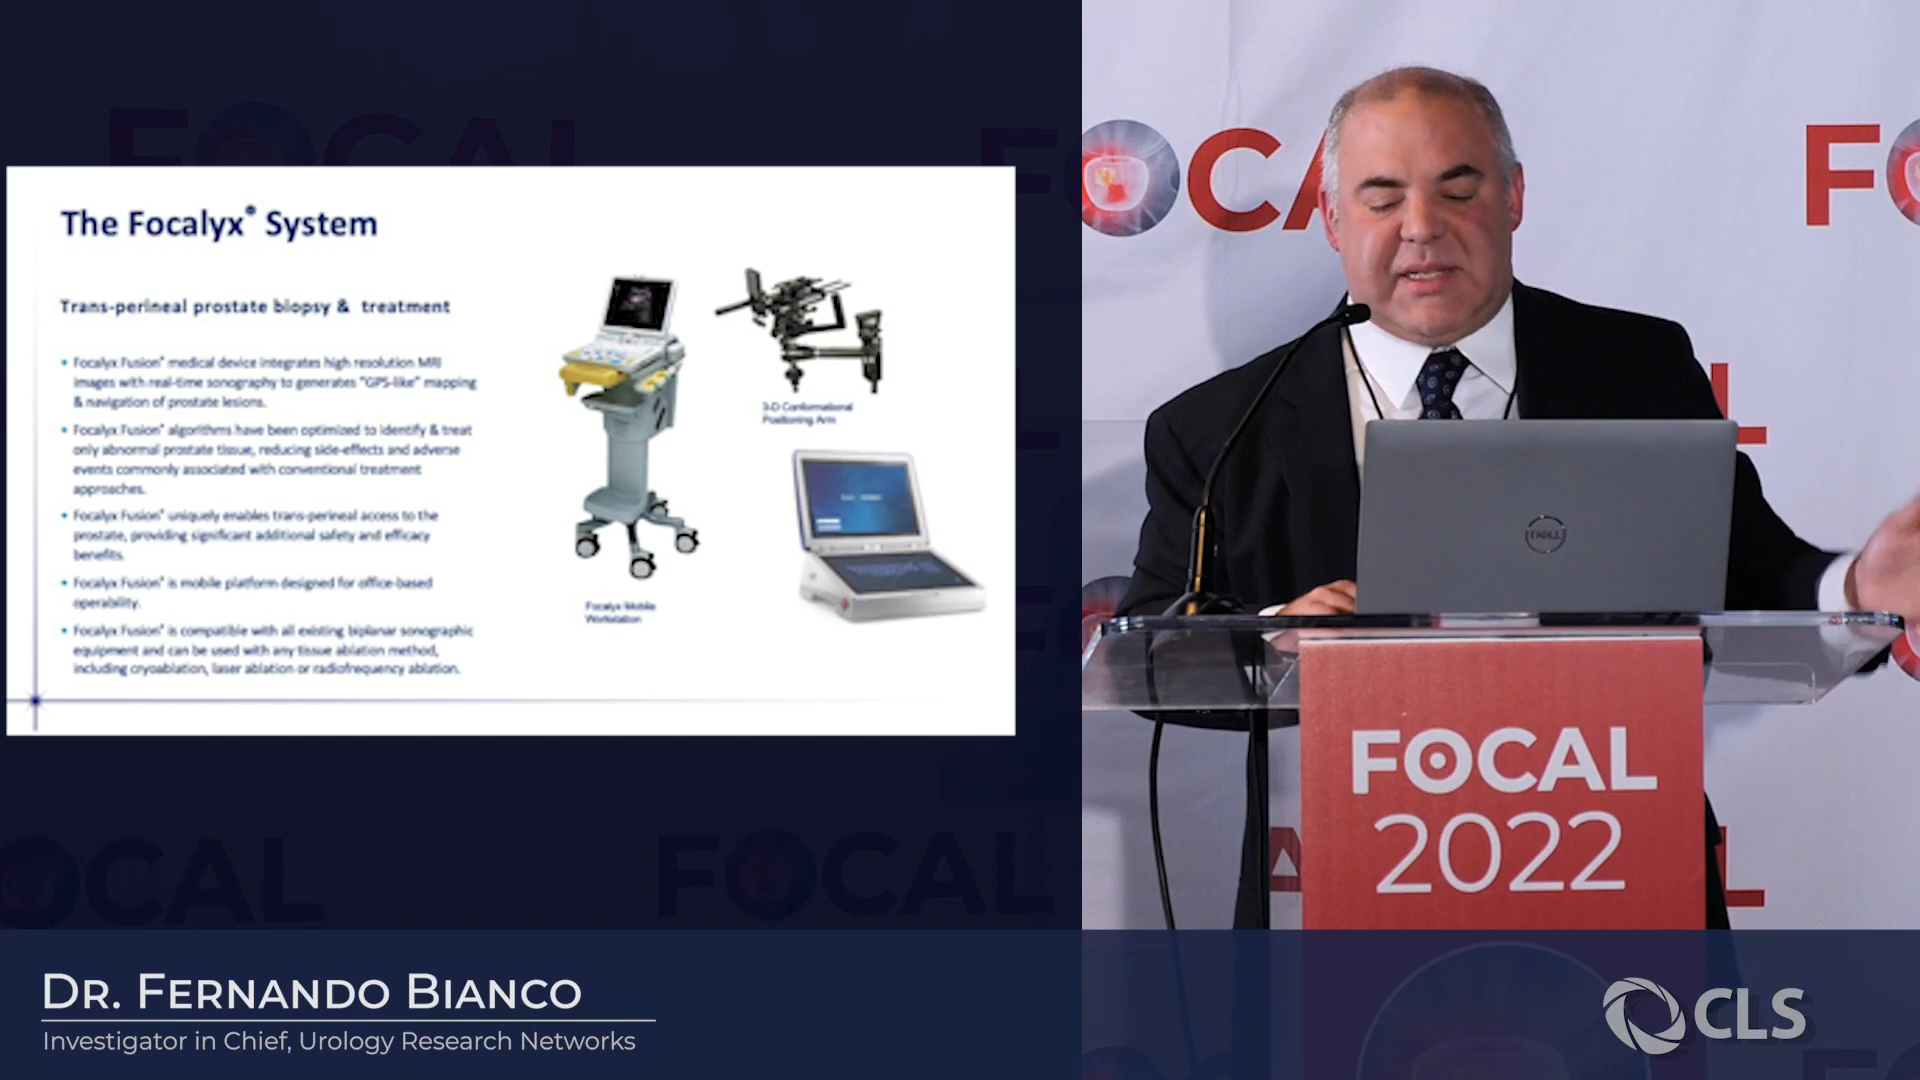 The Focalyx® System
Trans-perineal prostate biopsy & treatment
• Focalyx Fusion® medical device integrates high resolution MRI
images with real-time sonography to generates "GPS-like" mapping
& navigation of prostate lesions.
• Focalyx Fusion® algorithms have been optimized to identify & treat
only abnormal prostate tissue, reducing side-effects and adverse
events commonly associated with conventional treatment
approaches.
• Focalyx Fusion® uniquely enables trans-perineal access to the
prostate, providing significant additional safety and efficacy
benefits.
• Focalyx Fusion® is mobile platform designed for office-based
operability.
• Focalyx Fusion® is compatible with all existing biplanar sonographic
equipment and can be used with any tissue ablation method,
including cryoablation, laser ablation or radiofrequency ablation.
Focalyx Mobile
Workstation
3-D Conformational
Positioning Arm
FOCAL
OCA
F
DELL
FOCAL
2022
DR. FERNANDO BIANCO
Investigator in Chief, Urology Research Networks
CLS